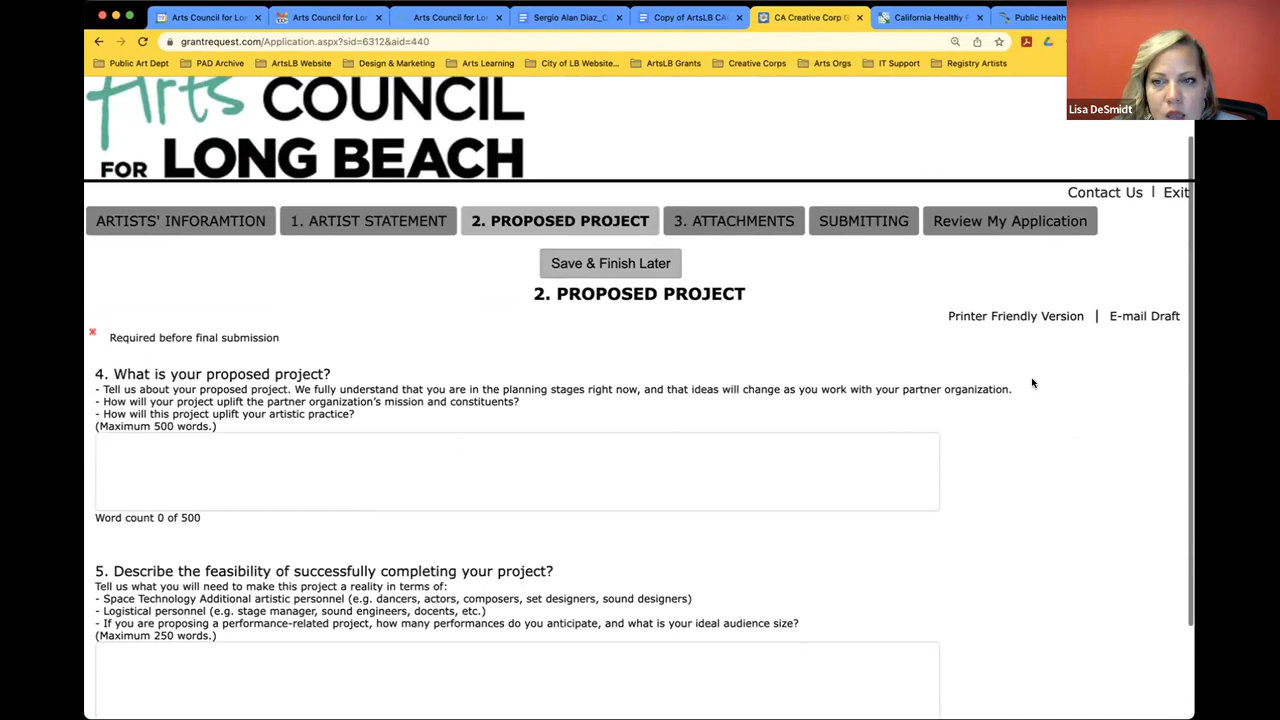 Arts Council for Lon
Arts Council for Lor
Arts Council for Lor
Sergio Alan Diaz_C
Copy of ArtsLB CA
CA Creative Corp G
California Healthy F
Public Health
grantrequest.com/Application.aspx?sid=6312&aid=440
Public Art Dept
PAD Archive
ArtsLB Website
Design & Marketing
Arts Learning
City of LB Website...
ArtsLB Grants
Creative Corps
Arts Orgs
IT Support
Registry Artists
Lisa DeSmidt
Arts COUNCIL
FOR LONG BEACH
Contact Us | Exit
ARTISTS' INFORAMTION
1. ARTIST STATEMENT
2. PROPOSED PROJECT
3. ATTACHMENTS
SUBMITTING
Review My Application
Save & Finish Later
2. PROPOSED PROJECT
Printer Friendly Version | E-mail Draft
Required before final submission
4. What is your proposed project?
- Tell us about your proposed project. We fully understand that you are in the planning stages right now, and that ideas will change as you work with your partner organization.
- How will your project uplift the partner organization's mission and constituents?
- How will this project uplift your artistic practice?
(Maximum 500 words.)
Word count 0 of 500
5. Describe the feasibility of successfully completing your project?
Tell us what you will need to make this project a reality in terms of:
- Space Technology Additional artistic personnel (e.g. dancers, actors, composers, set designers, sound designers)
- Logistical personnel (e.g. stage manager, sound engineers, docents, etc.)
- If you are proposing a performance-related project, how many performances do you anticipate, and what is your ideal audience size?
(Maximum 250 words.)